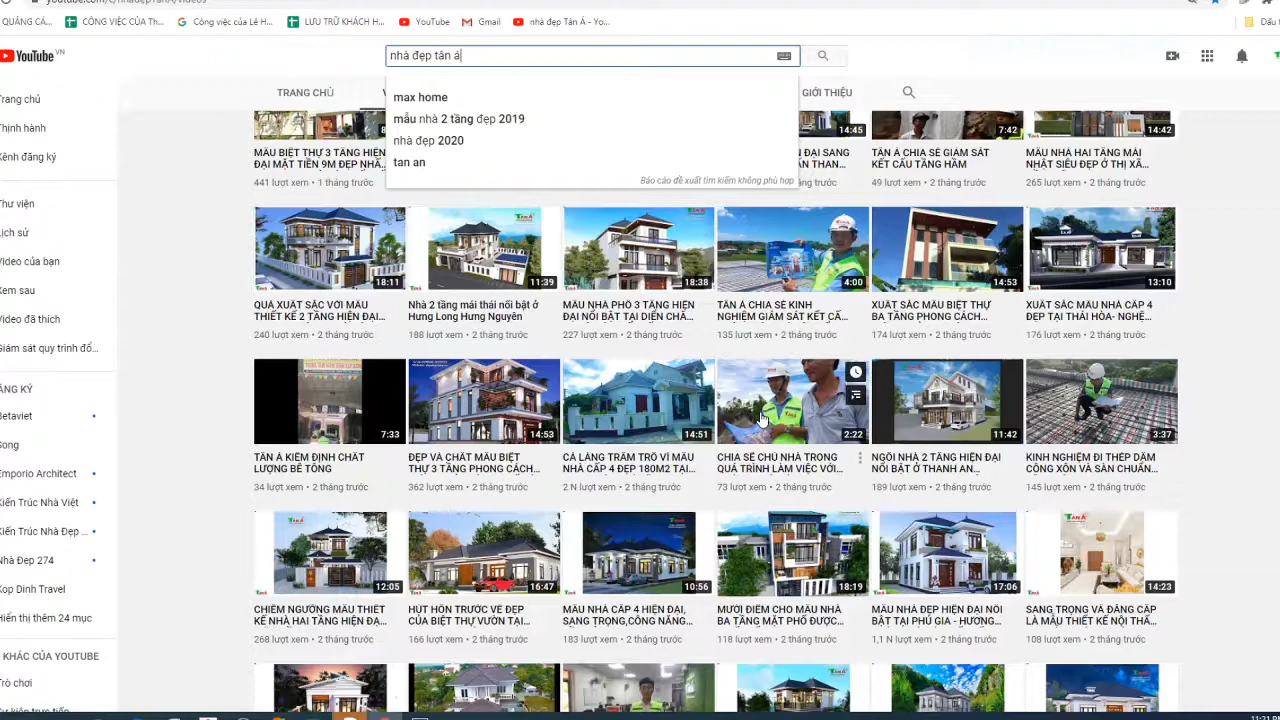 QUẢNG CÁ...
CÔNG VIỆC CỦA Th...
Công việc của Lê H...
LƯU TRỮ KHÁCH H...
YouTube
Gmail
nhà đẹp Tân Á - Yo...
Dấu t
YouTube VN
nhà đẹp tân á
max home
mẫu nhà 2 tầng đẹp 2019
nhà đẹp 2020
tan an
Báo cáo đề xuất tìm kiếm không phù hợp
TRANG CHỦ
GIỚI THIỆU
Trang chủ
Thịnh hành
Kênh đăng ký
Thư viện
Lịch sử
Video của bạn
Xem sau
Video đã thích
Giám sát quy trình đổ...
ĐĂNG KÝ
Betaviet
Song
Emporio Architect
Kiến Trúc Nhà Việt
Kiến Trúc Nhà Đẹp ...
Nhà Đẹp 274
Kop Dinh Travel
Hiển thị thêm 24 mục
KHÁC CỦA YOUTUBE
Trò chơi
Sự kiện trực tiếp
14:45
7:42
14:42
MẪU BIỆT THỰ 3 TẦNG HIỆN
ĐẠI MẶT TIỀN 9M ĐẸP NHẤ...
441 lượt xem • 1 tháng trước
ĐẠI SANG
2 tháng trước
TÂN Á CHIA SẺ GIÁM SÁT
KẾT CẤU TẦNG HẦM
49 lượt xem • 2 tháng trước
MẪU NHÀ HAI TẦNG MÁI
NHẬT SIÊU ĐẸP Ở THỊ XÃ...
265 lượt xem • 2 tháng trước
18:11
11:39
18:38
4:00
14:53
13:10
QUÁ XUẤT SẮC VỚI MẪU
THIẾT KẾ 2 TẦNG HIỆN ĐẠI...
240 lượt xem • 2 tháng trước
Nhà 2 tầng mái thái nổi bật ở
Hưng Long Hưng Nguyên
188 lượt xem • 2 tháng trước
MẪU NHÀ PHỐ 3 TẦNG HIỆN
ĐẠI NỔI BẬT TẠI DIỄN CHÂ...
227 lượt xem • 2 tháng trước
TÂN Á CHIA SẺ KINH
NGHIỆM GIÁM SÁT KẾT CẤ...
135 lượt xem • 2 tháng trước
XUẤT SẮC MẪU BIỆT THỰ
BA TẦNG PHONG CÁCH...
174 lượt xem • 2 tháng trước
XUẤT SẮC MẪU NHÀ CẤP 4
ĐẸP TẠI THÁI HÒA- NGHỆ...
176 lượt xem • 2 tháng trước
7:33
14:53
14:51
2:22
11:42
3:37
TÂN Á KIỂM ĐỊNH CHẤT
LƯỢNG BÊ TÔNG
34 lượt xem • 2 tháng trước
ĐẸP VÀ CHẤT MẪU BIỆT
THỰ 3 TẦNG PHONG CÁCH...
362 lượt xem • 2 tháng trước
CẢ LÀNG TRẦM TRỒ VÌ MẪU
NHÀ CẤP 4 ĐẸP 180M2 TẠI...
2 N lượt xem • 2 tháng trước
CHIA SẺ CHỦ NHÀ TRONG
QUÁ TRÌNH LÀM VIỆC VỚI...
73 lượt xem • 2 tháng trước
NGÔI NHÀ 2 TẦNG HIỆN ĐẠI
NỔI BẬT Ở THANH AN...
189 lượt xem • 2 tháng trước
KINH NGHIỆM ĐI THÉP DẦM
CỘNG XÔN VÀ SÀN CHUẨN...
145 lượt xem • 2 tháng trước
12:05
16:47
10:56
18:19
17:06
14:23
CHIÊM NGƯỠNG MẪU THIẾT
KẾ NHÀ HAI TẦNG HIỆN ĐẠ...
268 lượt xem • 2 tháng trước
HÚT HỒN TRƯỚC VẺ ĐẸP
CỦA BIỆT THỰ VƯỜN TẠI...
166 lượt xem • 2 tháng trước
MẪU NHÀ CẤP 4 HIỆN ĐẠI,
SANG TRỌNG,CÔNG NĂNG...
183 lượt xem • 2 tháng trước
MƯỜI ĐIỂM CHO MẪU NHÀ
BA TẦNG MẶT PHỐ ĐƯỢC...
118 lượt xem • 2 tháng trước
MẪU NHÀ ĐẸP HIỆN ĐẠI NỔI
BẬT TẠI PHÚ GIA - HƯƠNG...
1,1 N lượt xem • 2 tháng trước
SANG TRỌNG VÀ ĐẲNG CẤP
LÀ MẪU THIẾT KẾ NỘI THẤ...
639 lượt xem • 2 tháng trước